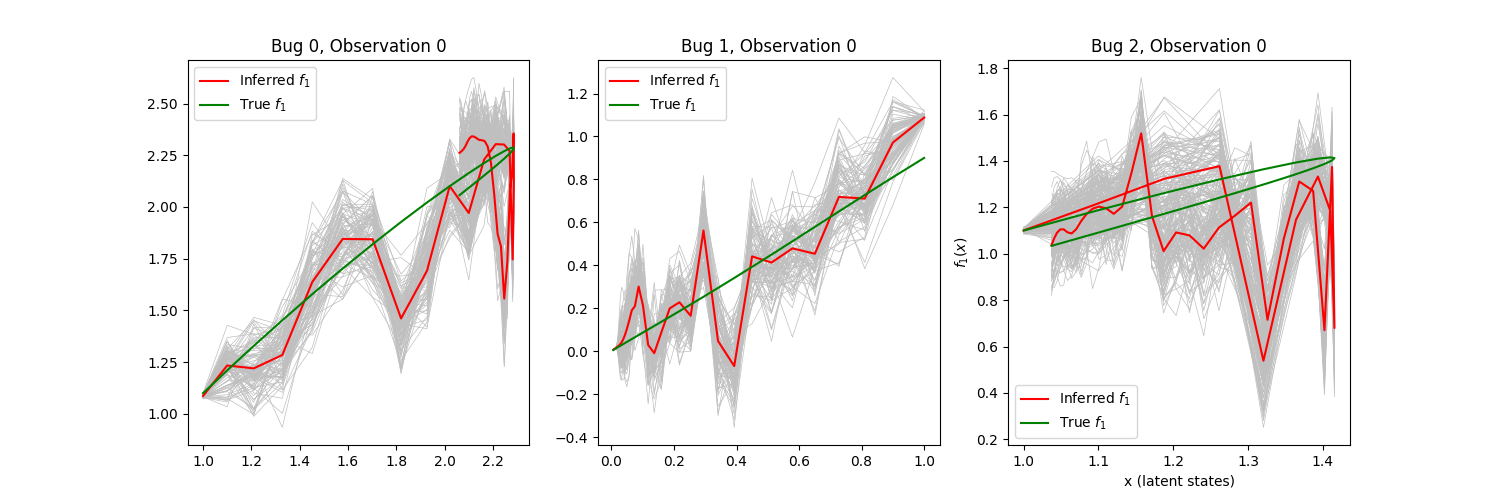 Bug 0, Observation 0
Inferred f₁
True f₁
2.50
2.25
2.00
1.75
1.50
1.25
1.00
1.0 1.2 1.4 1.6 1.8 2.0 2.2
Bug 1, Observation 0
Inferred f₁
True f₁
1.2
1.0
0.8
0.6
0.4
0.2
0.0
−0.2
−0.4
0.0 0.2 0.4 0.6 0.8 1.0
Bug 2, Observation 0
f₁(x)
1.8
1.6
1.4
1.2
1.0
0.8
0.6
0.4
0.2
Inferred f₁
True f₁
1.0 1.1 1.2 1.3 1.4
x (latent states)